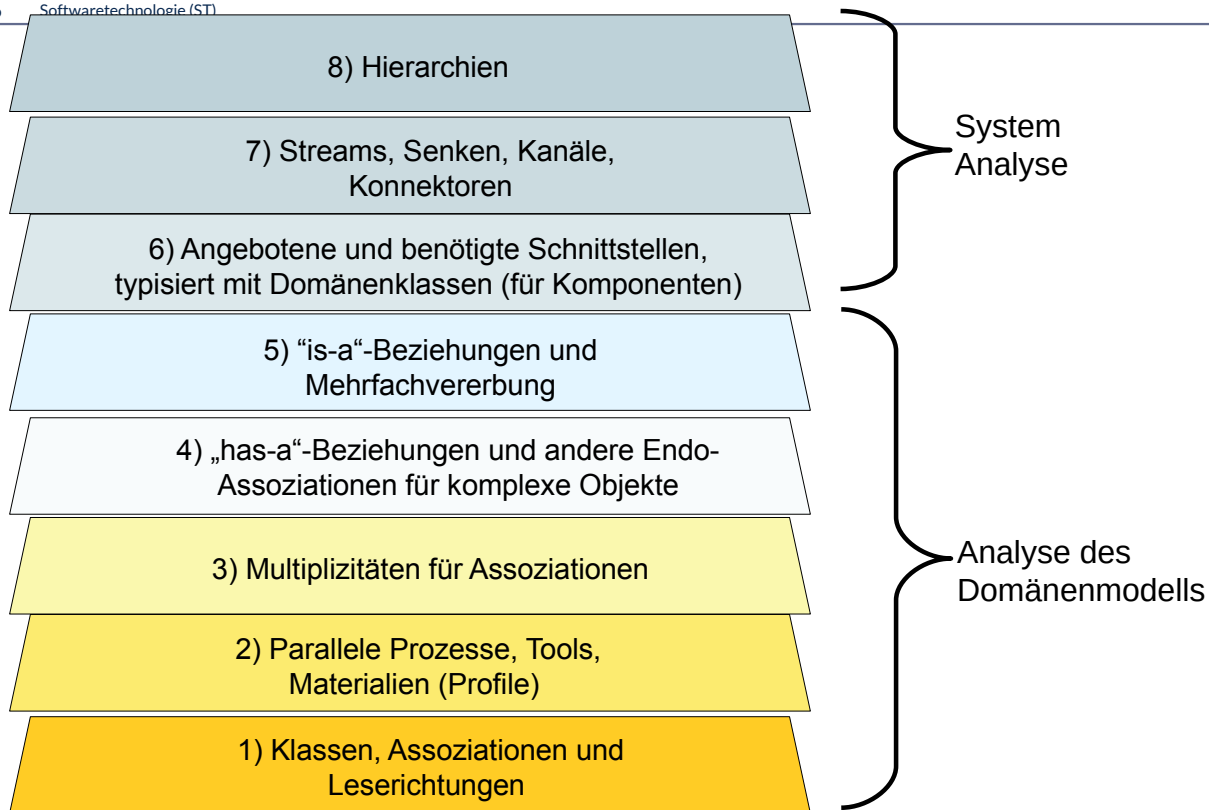 Softwaretechnologie (ST)
8) Hierarchien
7) Streams, Senken, Kanäle,
Konnektoren
System
Analyse
6) Angebotene und benötigte Schnittstellen,
typisiert mit Domänenklassen (für Komponenten)
5) “is-a“-Beziehungen und
Mehrfachvererbung
4) „has-a“-Beziehungen und andere Endo-
Assoziationen für komplexe Objekte
3) Multiplizitäten für Assoziationen
Analyse des
Domänenmodells
2) Parallele Prozesse, Tools,
Materialien (Profile)
1) Klassen, Assoziationen und
Leserichtungen